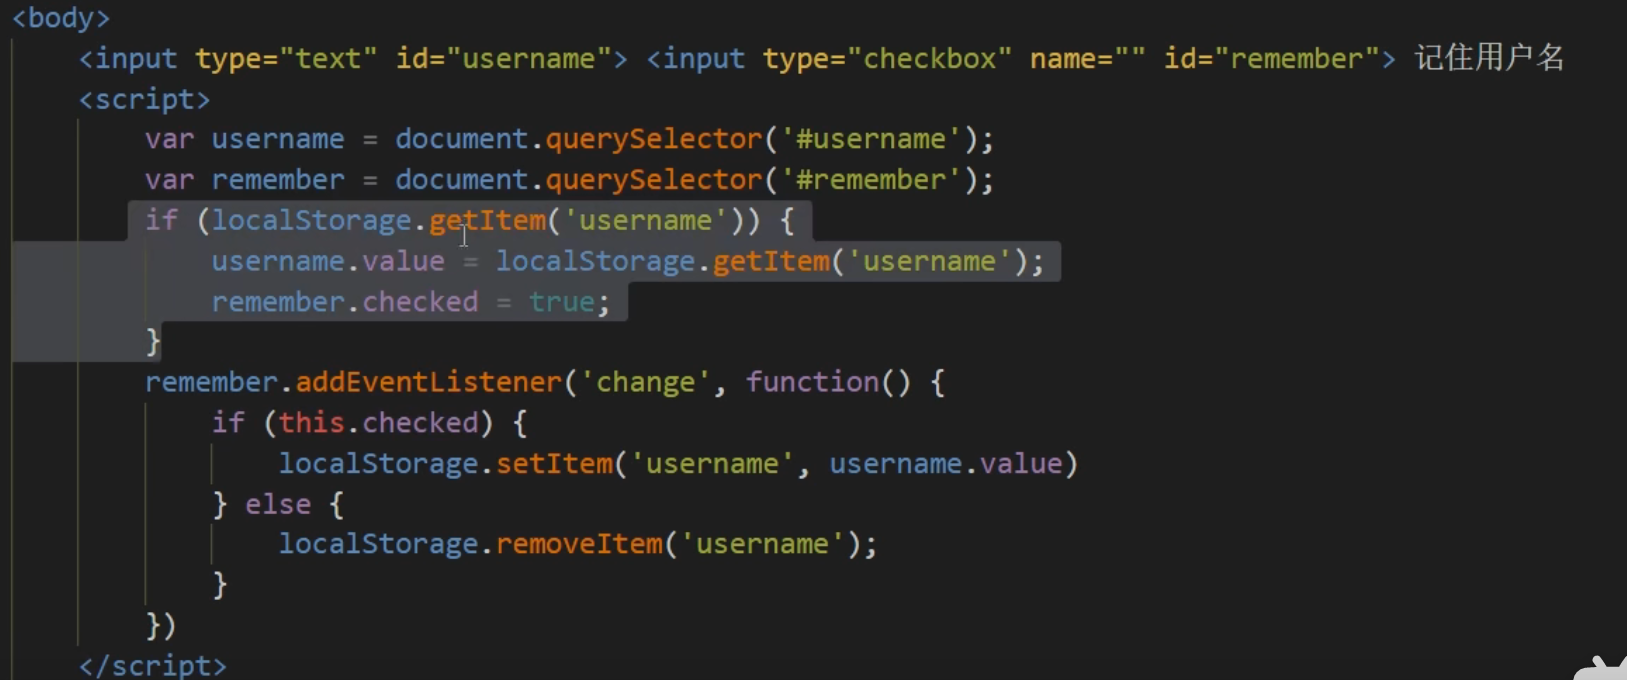 <body>
<input type="text" id="username"> <input type="checkbox" name="" id="remember"> 记住用户名
<script>
var username = document.querySelector('#username');
var remember = document.querySelector('#remember');
if (localStorage.getItem('username')) {
username.value = localStorage.getItem('username');
remember.checked = true;
}
remember.addEventListener('change', function() {
if (this.checked) {
localStorage.setItem('username', username.value)
} else {
localStorage.removeItem('username');
}
})
</script>